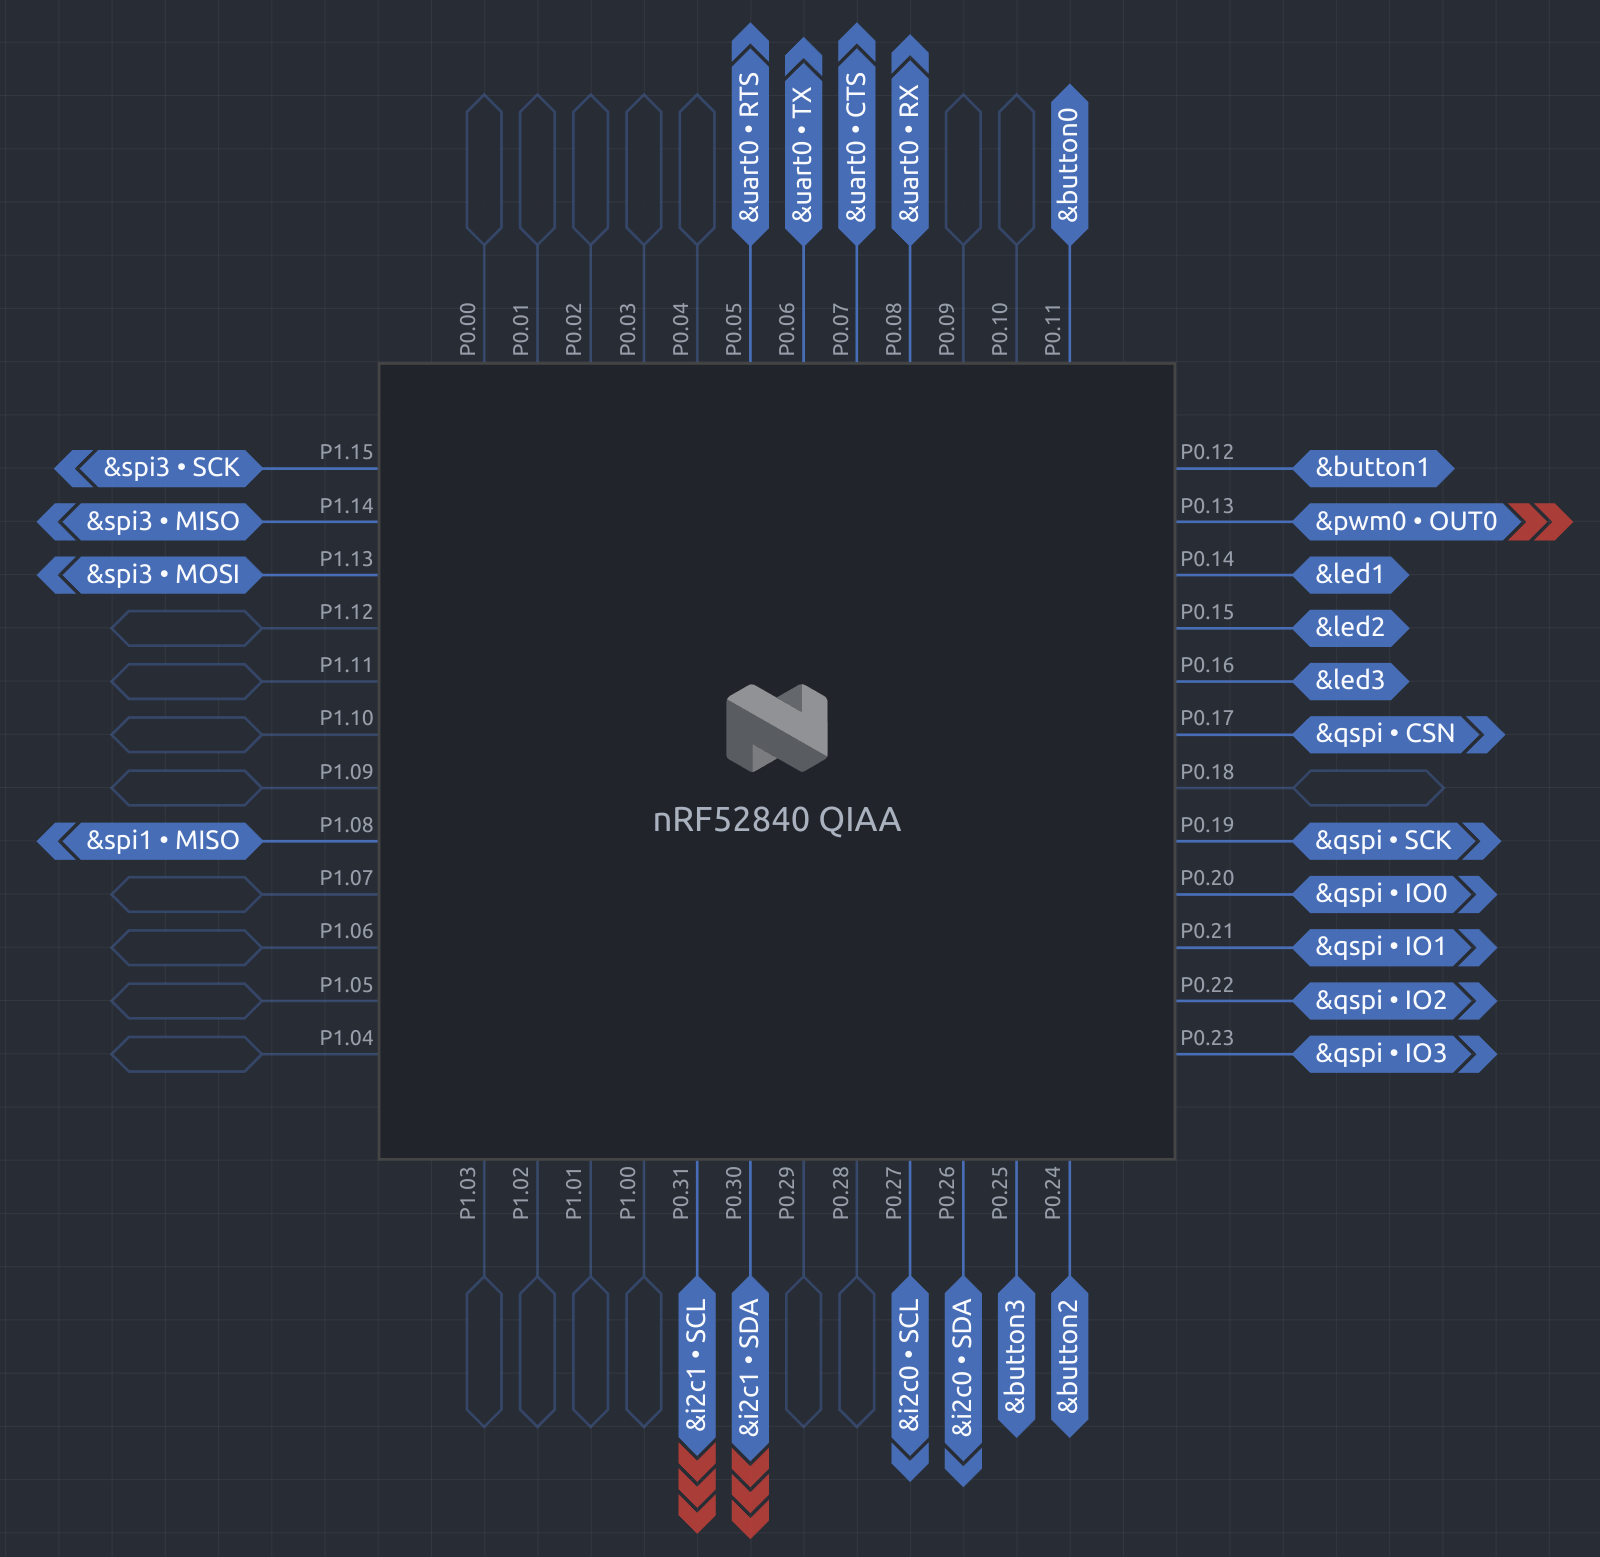 &uart0 • RTS
&uart0 • TX
&uart0 • CTS
&uart0 • RX
&button0
P0.00
P0.01
P0.02
P0.03
P0.04
P0.05
P0.06
P0.07
P0.08
P0.09
P0.10
P0.11
&spi3 • SCK P1.15
&spi3 • MISO P1.14
&spi3 • MOSI P1.13
P1.12
P1.11
P1.10
P1.09
&spi1 • MISO P1.08
P1.07
P1.06
P1.05
P1.04
nRF52840 QIAA
P0.12 &button1
P0.13 &pwm0 • OUT0
P0.14 &led1
P0.15 &led2
P0.16 &led3
P0.17 &qspi • CSN
P0.18
P0.19 &qspi • SCK
P0.20 &qspi • IO0
P0.21 &qspi • IO1
P0.22 &qspi • IO2
P0.23 &qspi • IO3
P1.03
P1.02
P1.01
P1.00
P0.31
P0.30
P0.29
P0.28
P0.27
P0.26
P0.25
P0.24
&i2c1 • SCL
&i2c1 • SDA
&i2c0 • SCL
&i2c0 • SDA
&button3
&button2